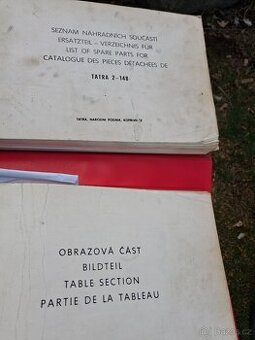 SEZNAM NÁHRADNÍCH SOUČÁSTÍ
ERSATZTEIL - VERZEICHNIS FÜR
LIST OF SPARE PARTS FOR
CATALOGUE DES PIECES DETACHÉES DE
TATRA 2-148
TATRA, NÁRODNÍ PODNIK, KOPŘIVNICE
OBRAZOVÁ ČÁST
BILDTEIL
TABLE SECTION
PARTIE DE LA TABLEAU